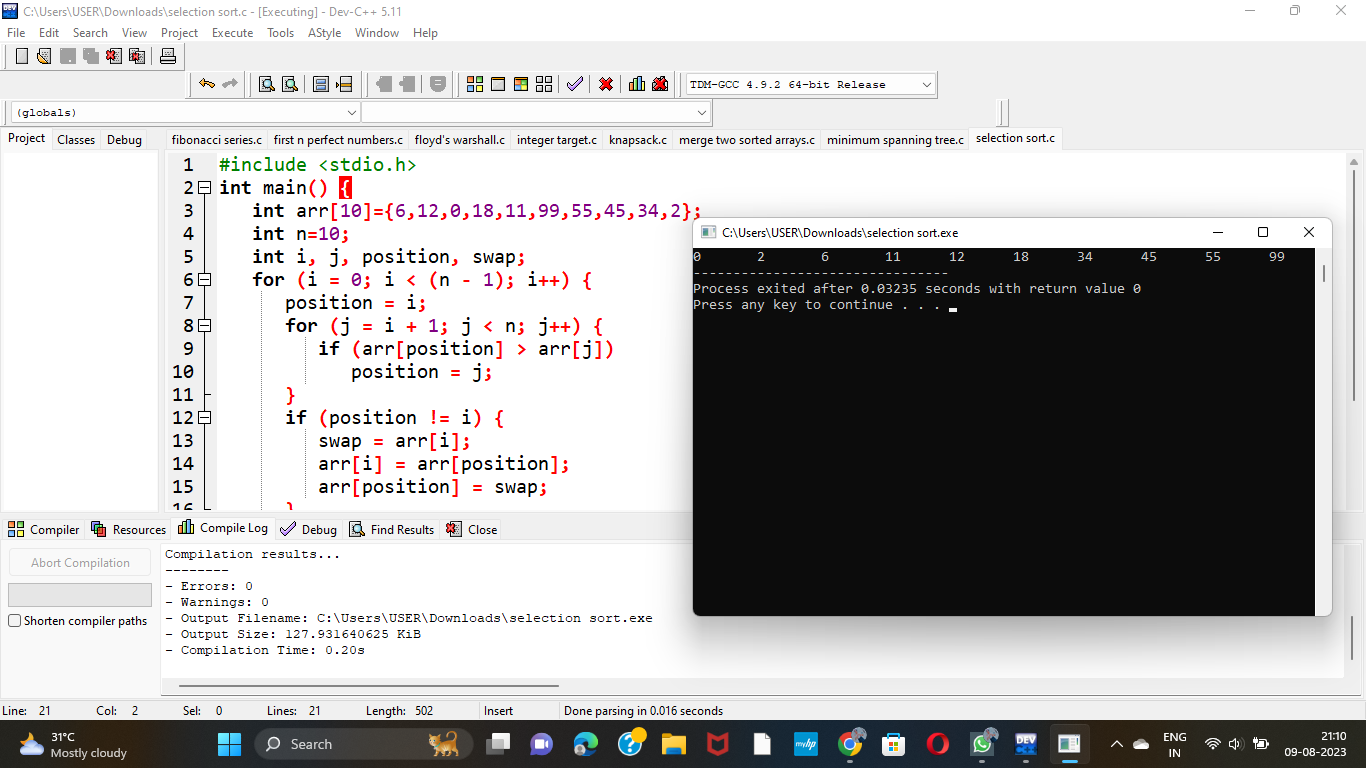 C:\Users\USER\Downloads\selection sort.c - [Executing] - Dev-C++ 5.11
File Edit Search View Project Execute Tools AStyle Window Help
TDM-GCC 4.9.2 64-bit Release
(globals)
Project Classes Debug
fibonacci series.c first n perfect numbers.c floyd's warshall.c integer target.c knapsack.c merge two sorted arrays.c minimum spanning tree.c selection sort.c
1 #include <stdio.h>
2 int main() {
3 int arr[10]={6,12,0,18,11,99,55,45,34,2};
4 int n=10;
5 int i, j, position, swap;
6 for (i = 0; i < (n - 1); i++) {
7 position = i;
8 for (j = i + 1; j < n; j++) {
9 if (arr[position] > arr[j])
10 position = j;
11 }
12 if (position != i) {
13 swap = arr[i];
14 arr[i] = arr[position];
15 arr[position] = swap;
16 }
C:\Users\USER\Downloads\selection sort.exe
0 2 6 11 12 18 34 45 55 99
--------------------------------
Process exited after 0.03235 seconds with return value 0
Press any key to continue . . .
Compiler Resources Compile Log Debug Find Results Close
Abort Compilation
Shorten compiler paths
Compilation results...
--------
- Errors: 0
- Warnings: 0
- Output Filename: C:\Users\USER\Downloads\selection sort.exe
- Output Size: 127.931640625 KiB
- Compilation Time: 0.20s
Line: 21 Col: 2 Sel: 0 Lines: 21 Length: 502 Insert Done parsing in 0.016 seconds
31°C
Mostly cloudy
Search
myhp
DEV
ENG
IN
21:10
09-08-2023